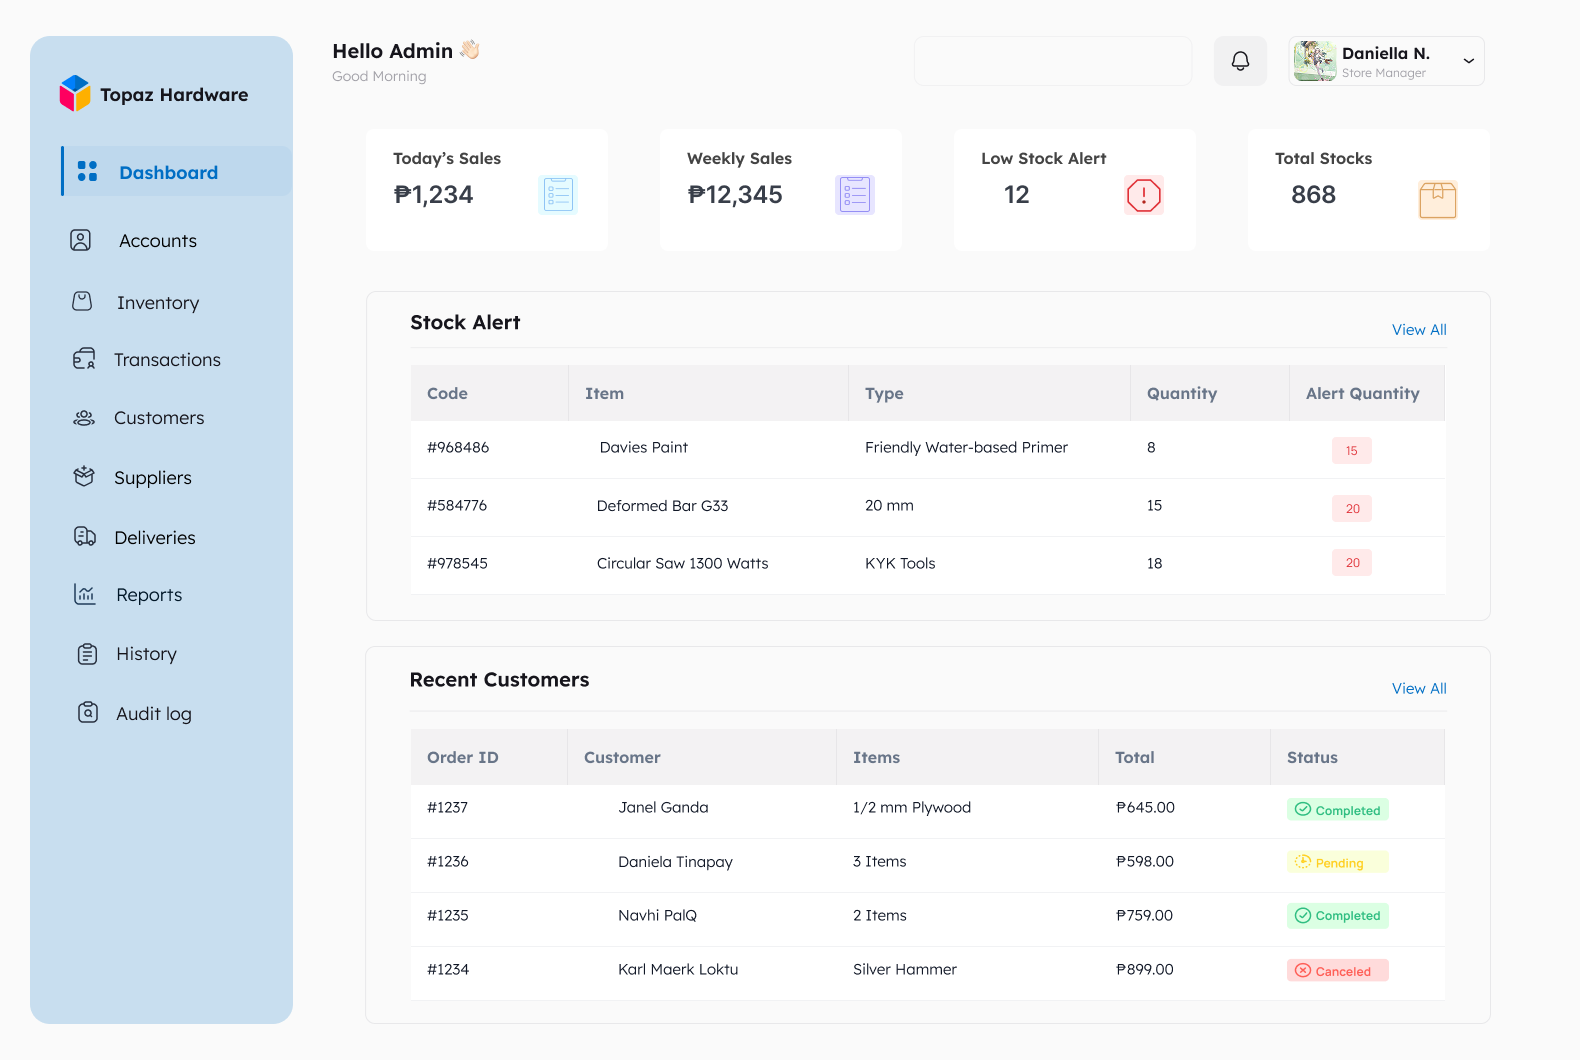 Topaz Hardware
Dashboard
Accounts
Inventory
Transactions
Customers
Suppliers
Deliveries
Reports
History
Audit log
Hello Admin 👋🏻
Good Morning
Daniella N.
Store Manager
Today’s Sales
₱1,234
Weekly Sales
₱12,345
Low Stock Alert
12
Total Stocks
868
Stock Alert
View All
Code Item Type Quantity Alert Quantity
#968486 Davies Paint Friendly Water-based Primer 8 15
#584776 Deformed Bar G33 20 mm 15 20
#978545 Circular Saw 1300 Watts KYK Tools 18 20
Recent Customers
View All
Order ID Customer Items Total Status
#1237 Janel Ganda 1/2 mm Plywood ₱645.00 Completed
#1236 Daniela Tinapay 3 Items ₱598.00 Pending
#1235 Navhi PalQ 2 Items ₱759.00 Completed
#1234 Karl Maerk Loktu Silver Hammer ₱899.00 Canceled